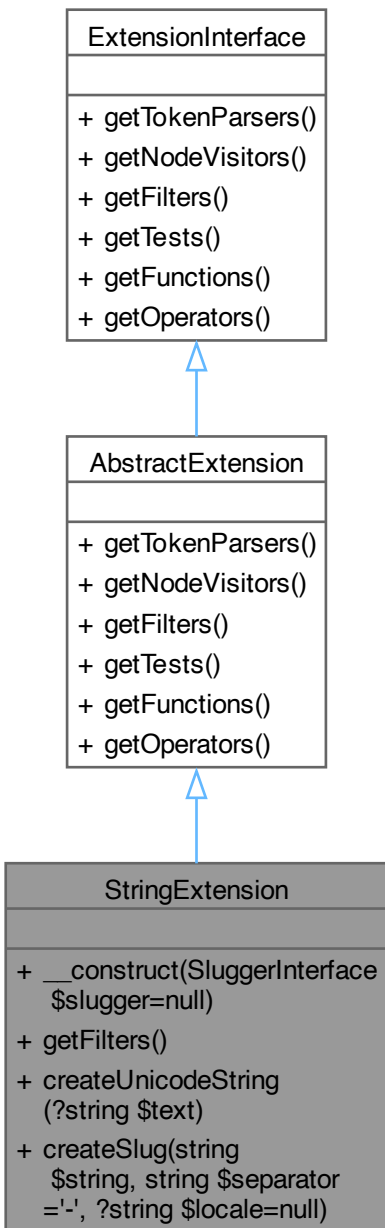 ExtensionInterface
+ getTokenParsers()
+ getNodeVisitors()
+ getFilters()
+ getTests()
+ getFunctions()
+ getOperators()
AbstractExtension
+ getTokenParsers()
+ getNodeVisitors()
+ getFilters()
+ getTests()
+ getFunctions()
+ getOperators()
StringExtension
+ __construct(SluggerInterface
$slugger=null)
+ getFilters()
+ createUnicodeString
(?string $text)
+ createSlug(string
$string, string $separator
='-', ?string $locale=null)